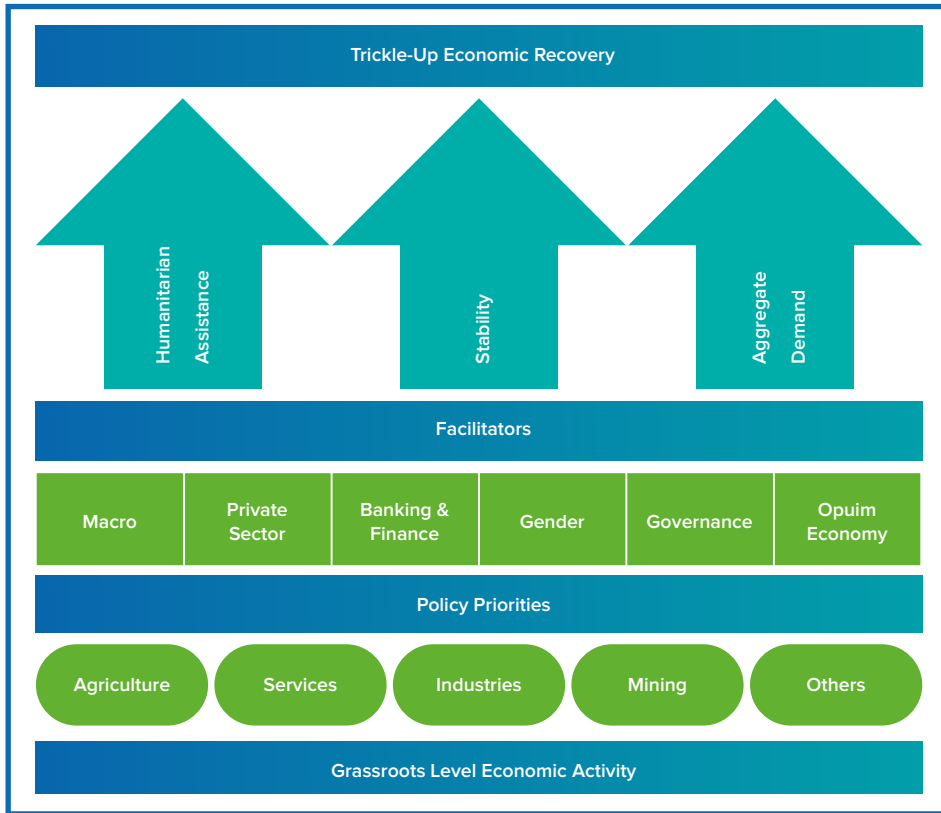 Trickle-Up Economic Recovery
Humanitarian
Assistance
Stability
Aggregate
Demand
Facilitators
Macro
Private
Sector
Banking &
Finance
Gender
Governance
Opuim
Economy
Policy Priorities
Agriculture
Services
Industries
Mining
Others
Grassroots Level Economic Activity